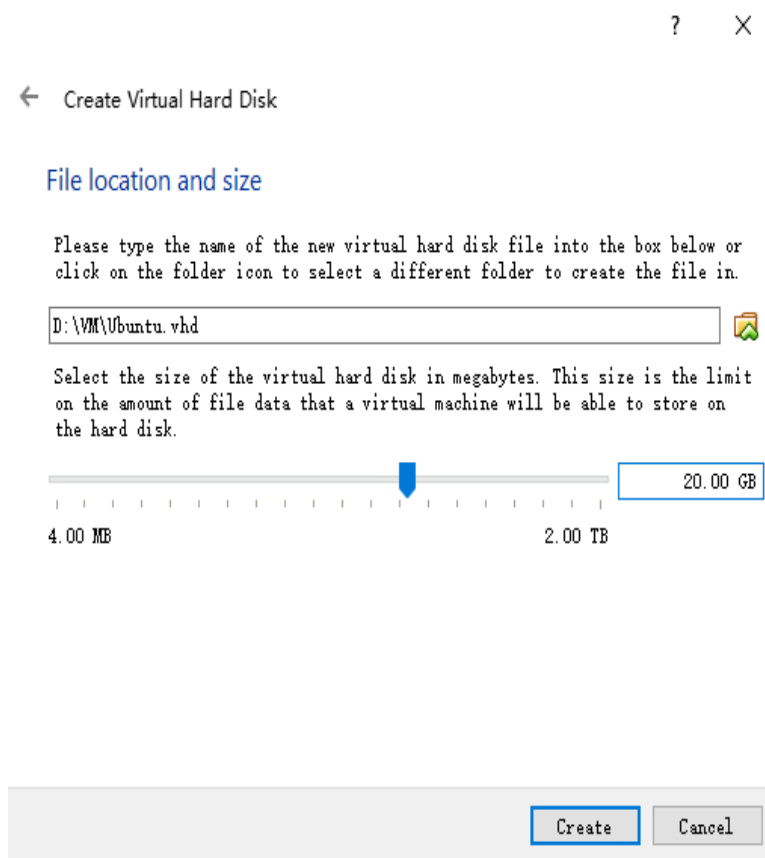 ?
Create Virtual Hard Disk
File location and size
Please type the name of the new virtual hard disk file into the box below or
click on the folder icon to select a different folder to create the file in.
D:\VM\Ubuntu.vhd
Select the size of the virtual hard disk in megabytes. This size is the limit
on the amount of file data that a virtual machine will be able to store on
the hard disk.
20.00 GB
4.00 MB 2.00 TB
Create Cancel